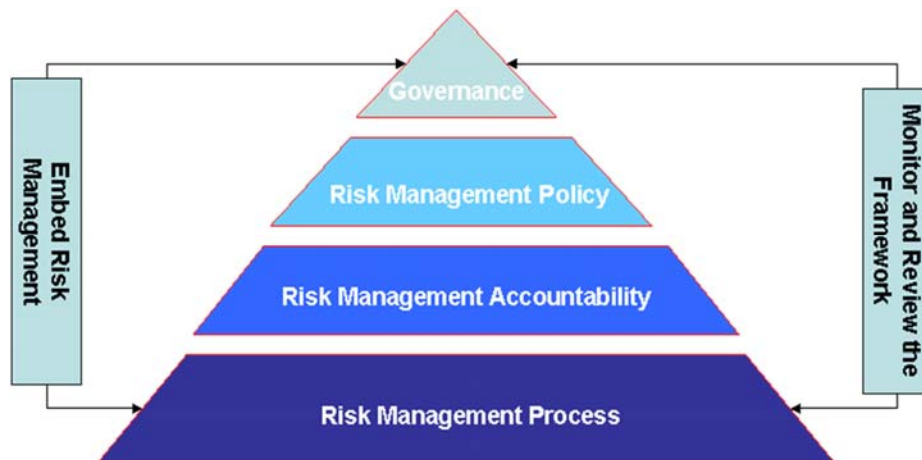 Governance
Embed Risk
Management
Risk Management Policy
Risk Management Accountability
Risk Management Process
Monitor and Review the
Framework